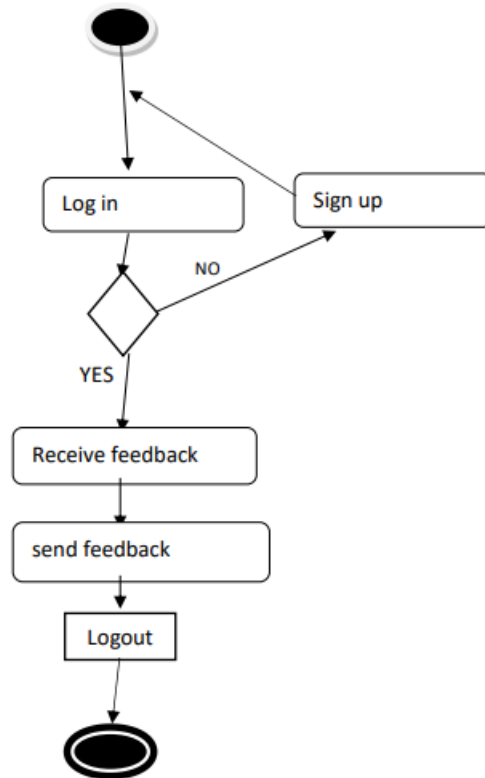 Log in
Sign up
NO
YES
Receive feedback
send feedback
Logout